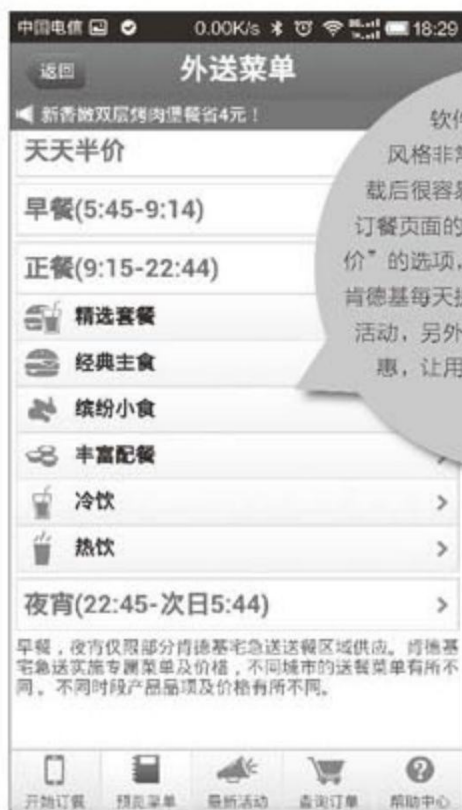 中国电信 0.00K/s 18:29
返回 外送菜单
新香嫩双层烤肉堡餐省4元！
天天半价
早餐(5:45-9:14)
正餐(9:15-22:44)
精选套餐
经典主食
缤纷小食
丰富配餐
冷饮
热饮
夜宵(22:45-次日5:44)
早餐，夜宵仅限部分肯德基宅急送送餐区域供应。肯德基
宅急送实施专属菜单及价格，不同城市的送餐菜单有所不
同。不同时段产品品项及价格有所不同。
开始订餐 预览菜单 最新活动 查询订单 帮助中心
软件
风格非常
载后很容易
订餐页面的
价”的选项，
肯德基每天
活动，另外
惠，让用